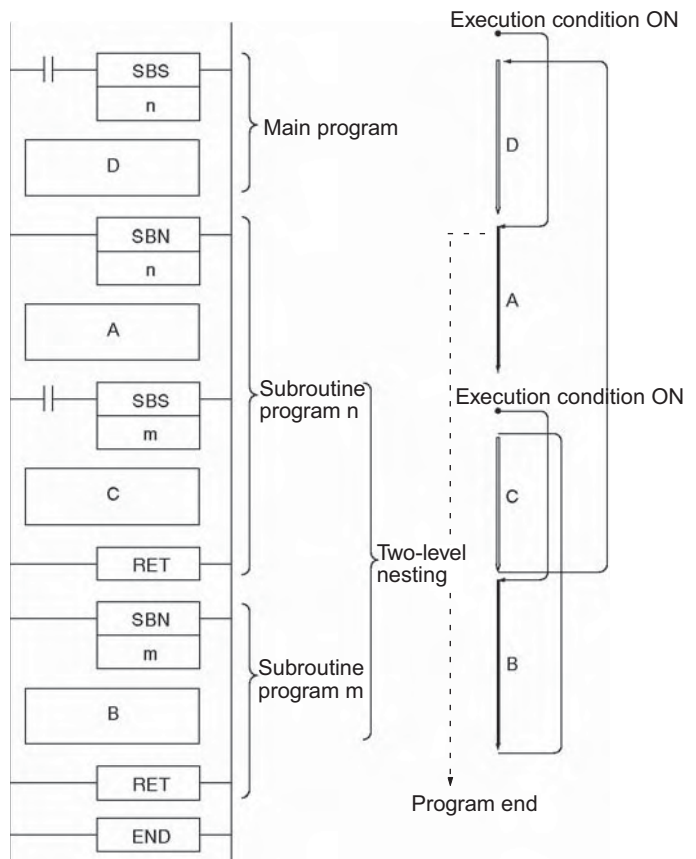 Execution condition ON
SBS
n
Main program
D
D
SBN
n
A
A
Subroutine
program n
SBS
m
Execution condition ON
C
C
RET
Two-level
nesting
SBN
m
Subroutine
program m
B
B
RET
Program end
END